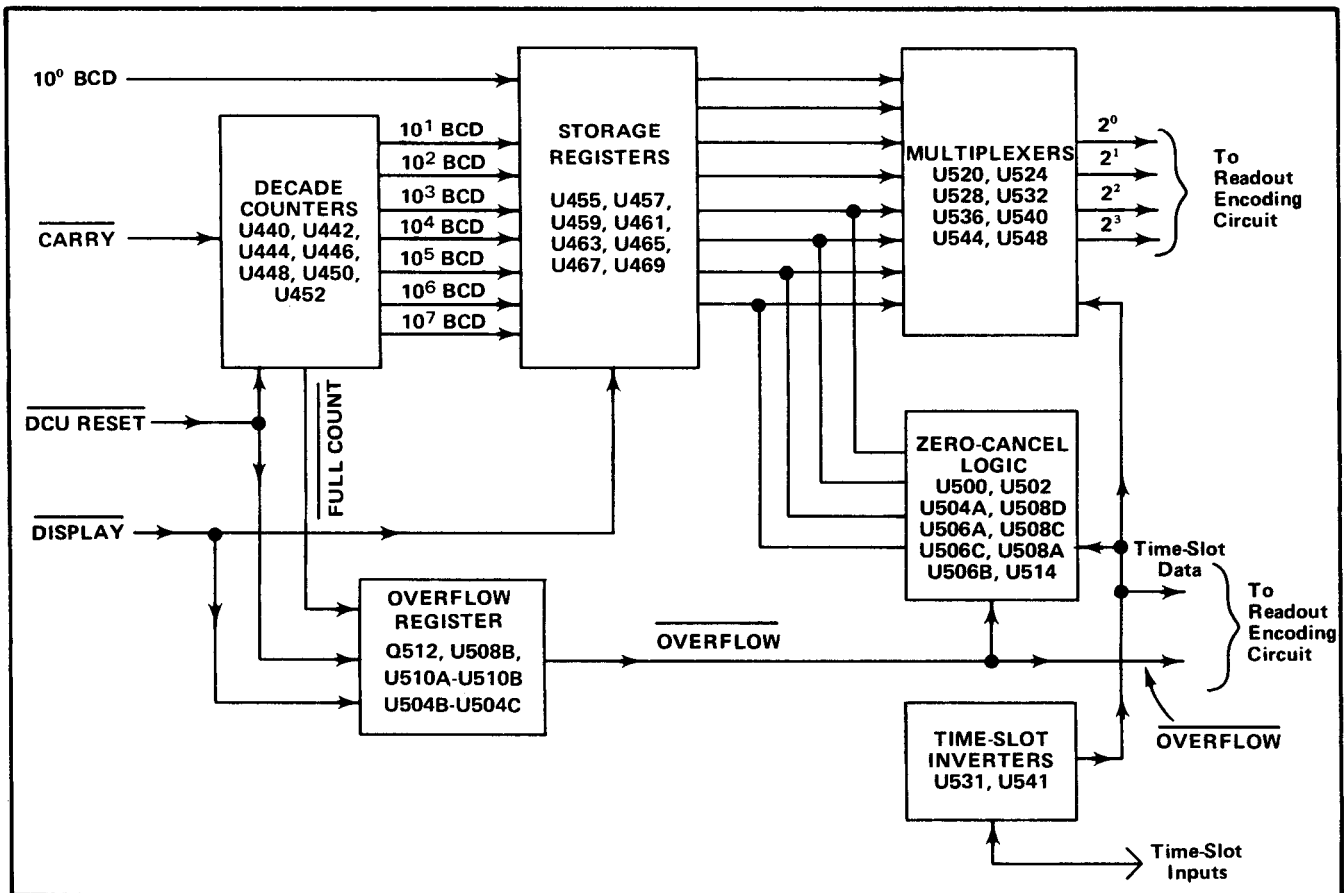 10⁰ BCD
CARRY
DCU RESET
DISPLAY
DECADE
COUNTERS
U440, U442,
U444, U446,
U448, U450,
U452
10¹ BCD
10² BCD
10³ BCD
10⁴ BCD
10⁵ BCD
10⁶ BCD
10⁷ BCD
FULL COUNT
STORAGE
REGISTERS
U455, U457,
U459, U461,
U463, U465,
U467, U469
MULTIPLEXERS
U520, U524
U528, U532
U536, U540
U544, U548
2⁰
2¹
2²
2³
To
Readout
Encoding
Circuit
ZERO-CANCEL
LOGIC
U500, U502
U504A, U508D
U506A, U508C
U506C, U508A
U506B, U514
Time-Slot
Data
To
Readout
Encoding
Circuit
OVERFLOW
REGISTER
Q512, U508B,
U510A-U510B
U504B-U504C
OVERFLOW
OVERFLOW
TIME-SLOT
INVERTERS
U531, U541
Time-Slot
Inputs